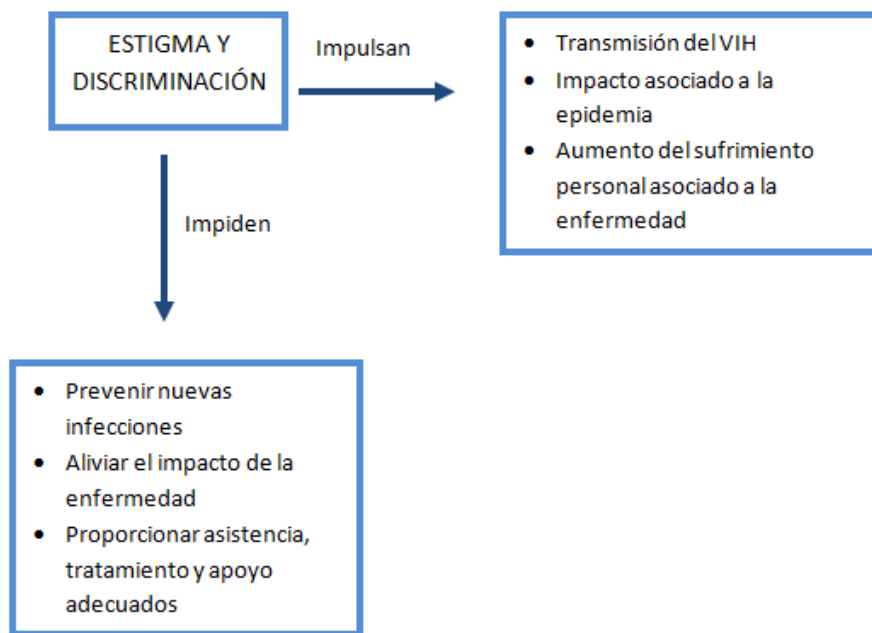 ESTIGMA Y
DISCRIMINACIÓN
Impulsan
• Transmisión del VIH
• Impacto asociado a la
epidemia
• Aumento del sufrimiento
personal asociado a la
enfermedad
Impiden
• Prevenir nuevas
infecciones
• Aliviar el impacto de la
enfermedad
• Proporcionar asistencia,
tratamiento y apoyo
adecuados